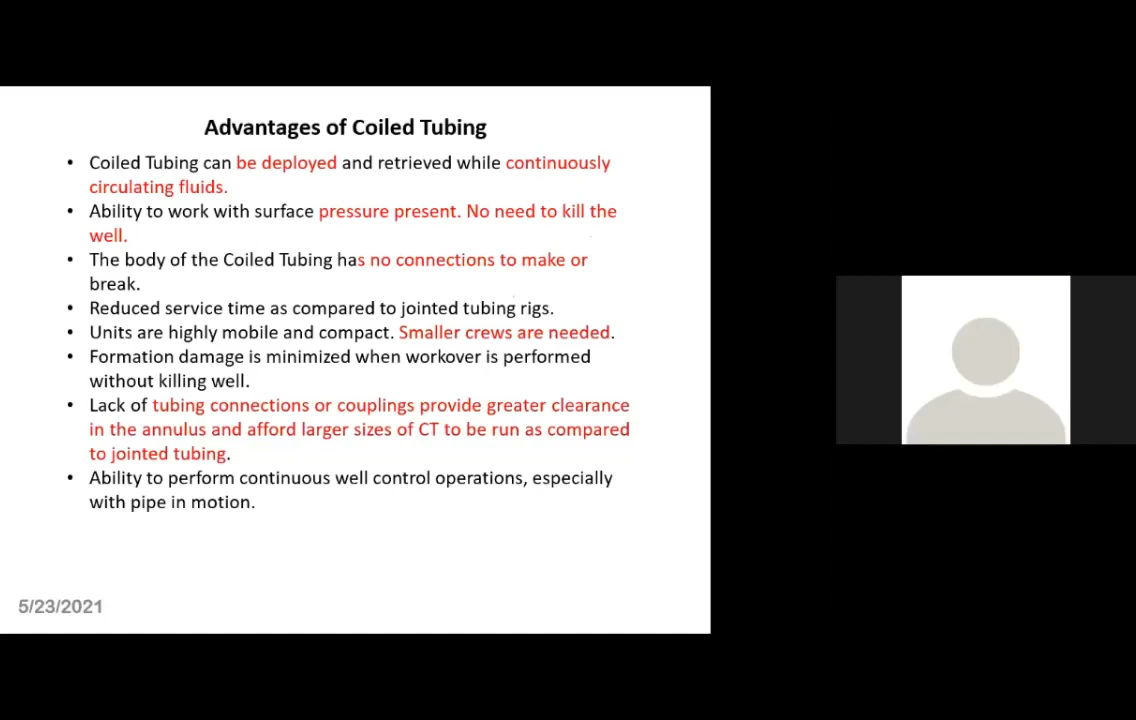 Advantages of Coiled Tubing
• Coiled Tubing can be deployed and retrieved while continuously
circulating fluids.
• Ability to work with surface pressure present. No need to kill the
well.
• The body of the Coiled Tubing has no connections to make or
break.
• Reduced service time as compared to jointed tubing rigs.
• Units are highly mobile and compact. Smaller crews are needed.
• Formation damage is minimized when workover is performed
without killing well.
• Lack of tubing connections or couplings provide greater clearance
in the annulus and afford larger sizes of CT to be run as compared
to jointed tubing.
• Ability to perform continuous well control operations, especially
with pipe in motion.
5/23/2021